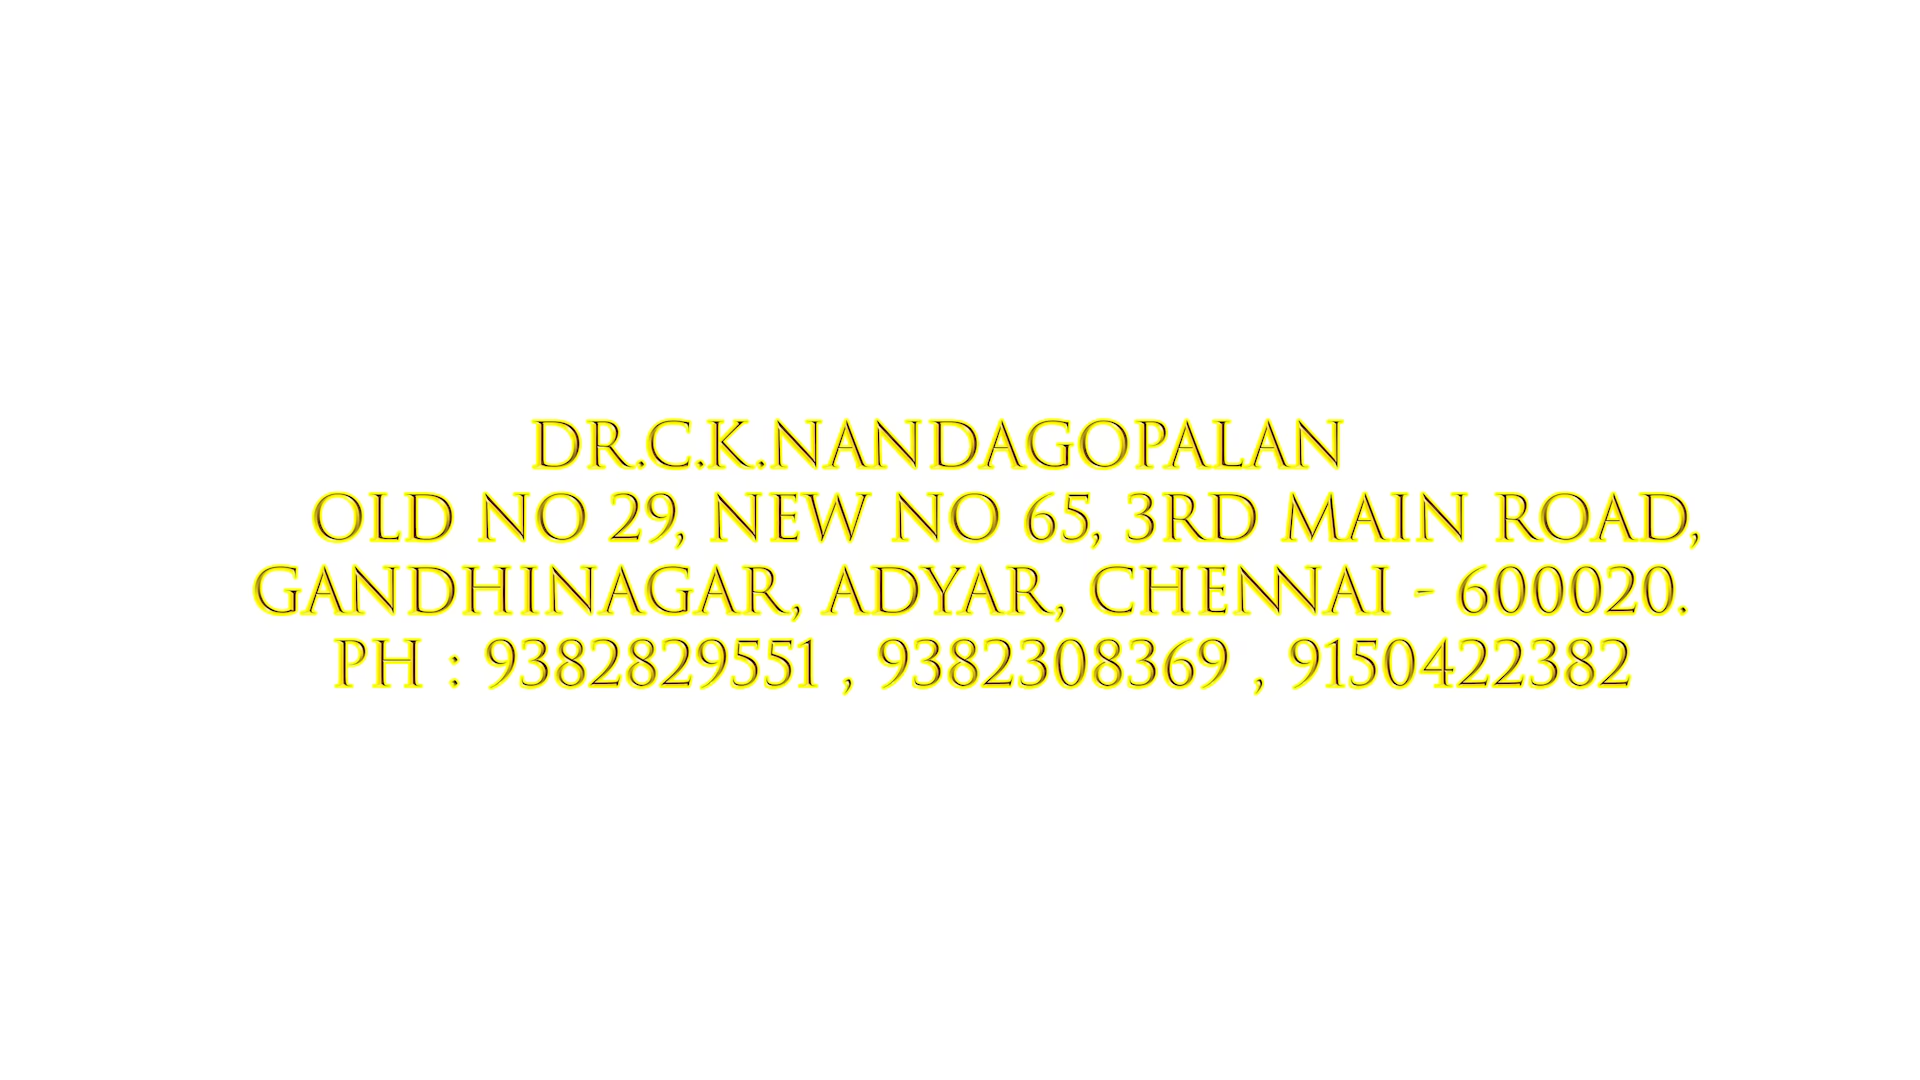 DR.C.K.NANDAGOPALAN
OLD NO 29, NEW NO 65, 3RD MAIN ROAD,
GANDHINAGAR, ADYAR, CHENNAI - 600020.
PH : 9382829551 , 9382308369 , 9150422382